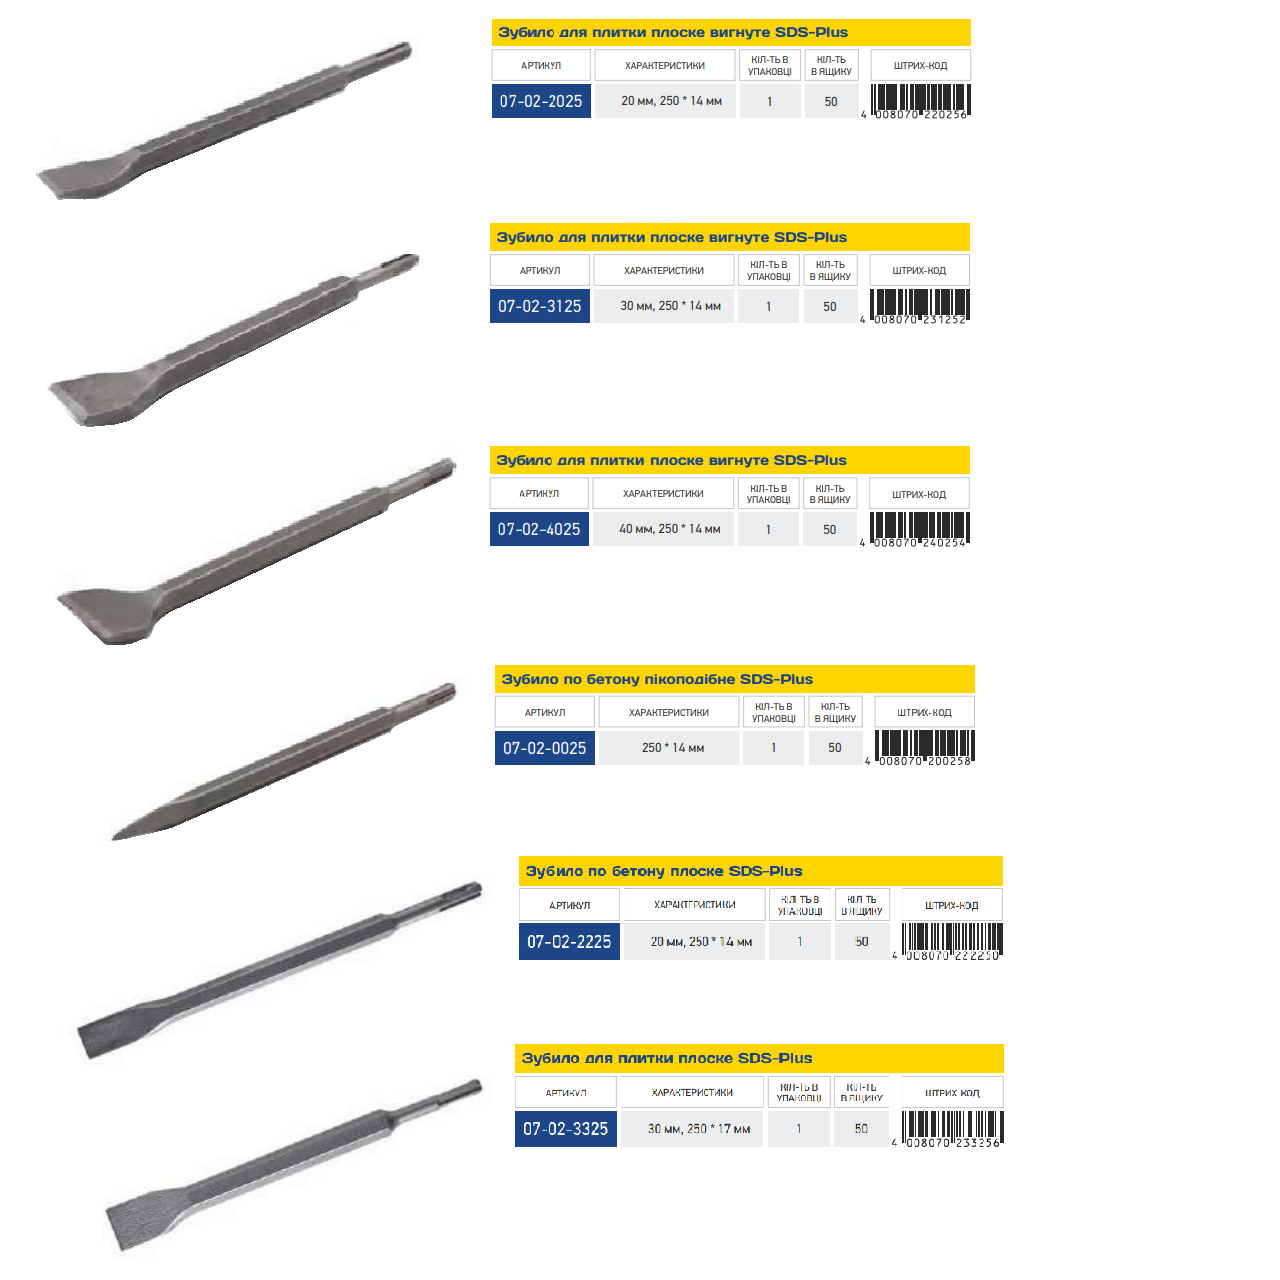 Зубило для плитки плоске вигнуте SDS-Plus
АРТИКУЛ ХАРАКТЕРИСТИКИ КІЛ-ТЬ В УПАКОВЦІ КІЛ-ТЬ В ЯЩИКУ ШТРИХ-КОД
07-02-2025 20 мм, 250 * 14 мм 1 50
4 008070 220256
Зубило для плитки плоске вигнуте SDS-Plus
АРТИКУЛ ХАРАКТЕРИСТИКИ КІЛ-ТЬ В УПАКОВЦІ КІЛ-ТЬ В ЯЩИКУ ШТРИХ-КОД
07-02-3125 30 мм, 250 * 14 мм 1 50
4 008070 231252
Зубило для плитки плоске вигнуте SDS-Plus
АРТИКУЛ ХАРАКТЕРИСТИКИ КІЛ-ТЬ В УПАКОВЦІ КІЛ-ТЬ В ЯЩИКУ ШТРИХ-КОД
07-02-4025 40 мм, 250 * 14 мм 1 50
4 008070 240254
Зубило по бетону пікоподібне SDS-Plus
АРТИКУЛ ХАРАКТЕРИСТИКИ КІЛ-ТЬ В УПАКОВЦІ КІЛ-ТЬ В ЯЩИКУ ШТРИХ-КОД
07-02-0025 250 * 14 мм 1 50
4 008070 200258
Зубило по бетону плоске SDS-Plus
АРТИКУЛ ХАРАКТЕРИСТИКИ КІЛ-ТЬ В УПАКОВЦІ КІЛ-ТЬ В ЯЩИКУ ШТРИХ-КОД
07-02-2225 20 мм, 250 * 14 мм 1 50
4 008070 222250
Зубило для плитки плоске SDS-Plus
АРТИКУЛ ХАРАКТЕРИСТИКИ КІЛ-ТЬ В УПАКОВЦІ КІЛ-ТЬ В ЯЩИКУ ШТРИХ-КОД
07-02-3325 30 мм, 250 * 17 мм 1 50
4 008070 233256